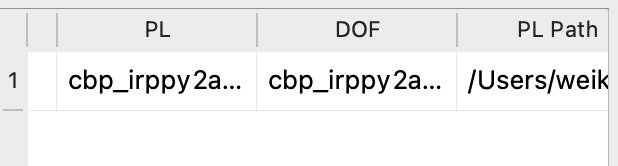 PL DOF PL Path
1 cbp_irppy2a... cbp_irppy2a... /Users/weik